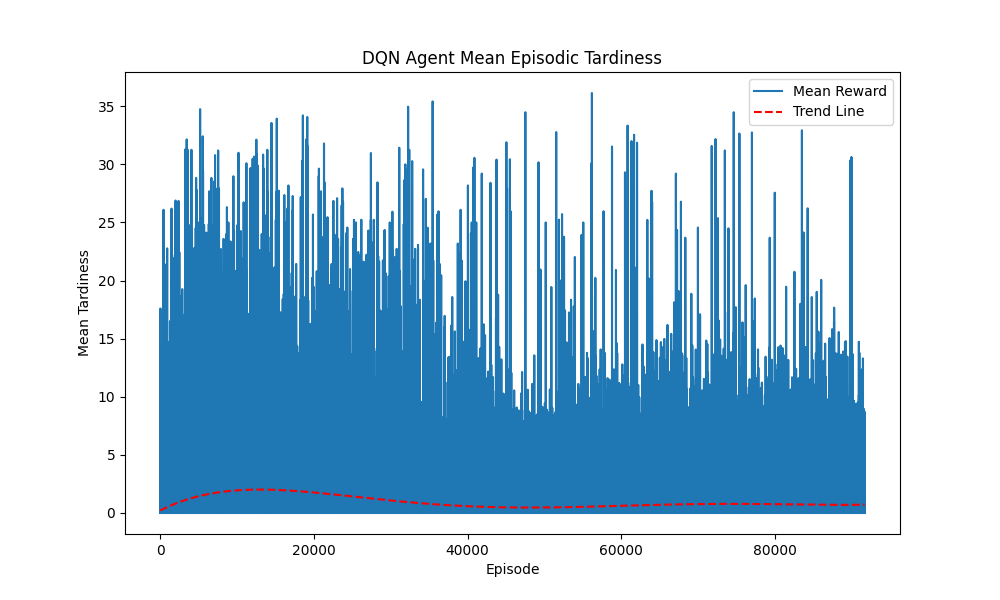 DQN Agent Mean Episodic Tardiness
Mean Reward
Trend Line
35
30
25
20
15
10
5
0
Mean Tardiness
0 20000 40000 60000 80000
Episode